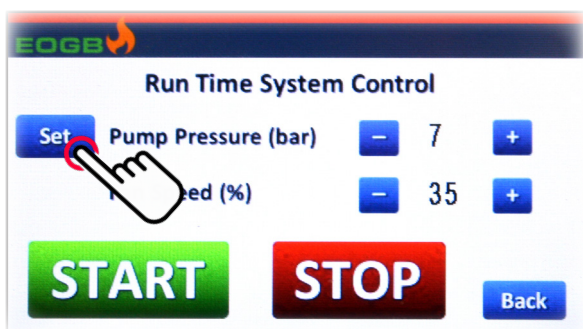 EOGB
Run Time System Control
Set
Pump Pressure (bar)
–
7
+
eed (%)
–
35
+
START
STOP
Back